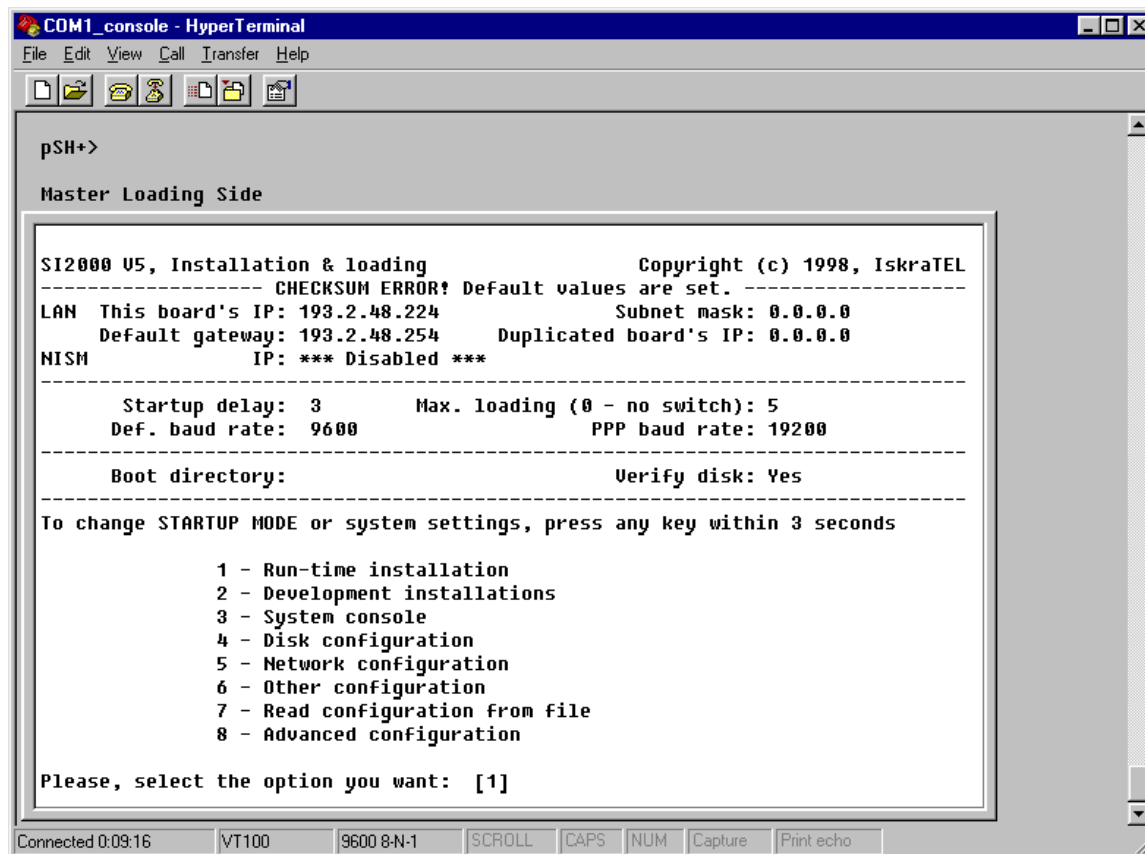 COM1_console - HyperTerminal
File Edit View Call Transfer Help
pSH+>
Master Loading Side
SI2000 V5, Installation & loading Copyright (c) 1998, IskraTEL
------------------- CHECKSUM ERROR! Default values are set. -------------------
LAN This board's IP: 193.2.48.224 Subnet mask: 0.0.0.0
Default gateway: 193.2.48.254 Duplicated board's IP: 0.0.0.0
NISM IP: *** Disabled ***
-------------------------------------------------------------------------------
Startup delay: 3 Max. loading (0 - no switch): 5
Def. baud rate: 9600 PPP baud rate: 19200
-------------------------------------------------------------------------------
Boot directory: Verify disk: Yes
-------------------------------------------------------------------------------
To change STARTUP MODE or system settings, press any key within 3 seconds
1 - Run-time installation
2 - Development installations
3 - System console
4 - Disk configuration
5 - Network configuration
6 - Other configuration
7 - Read configuration from file
8 - Advanced configuration
Please, select the option you want: [1]
Connected 0:09:16 VT100 9600 8-N-1 SCROLL CAPS NUM Capture Print echo